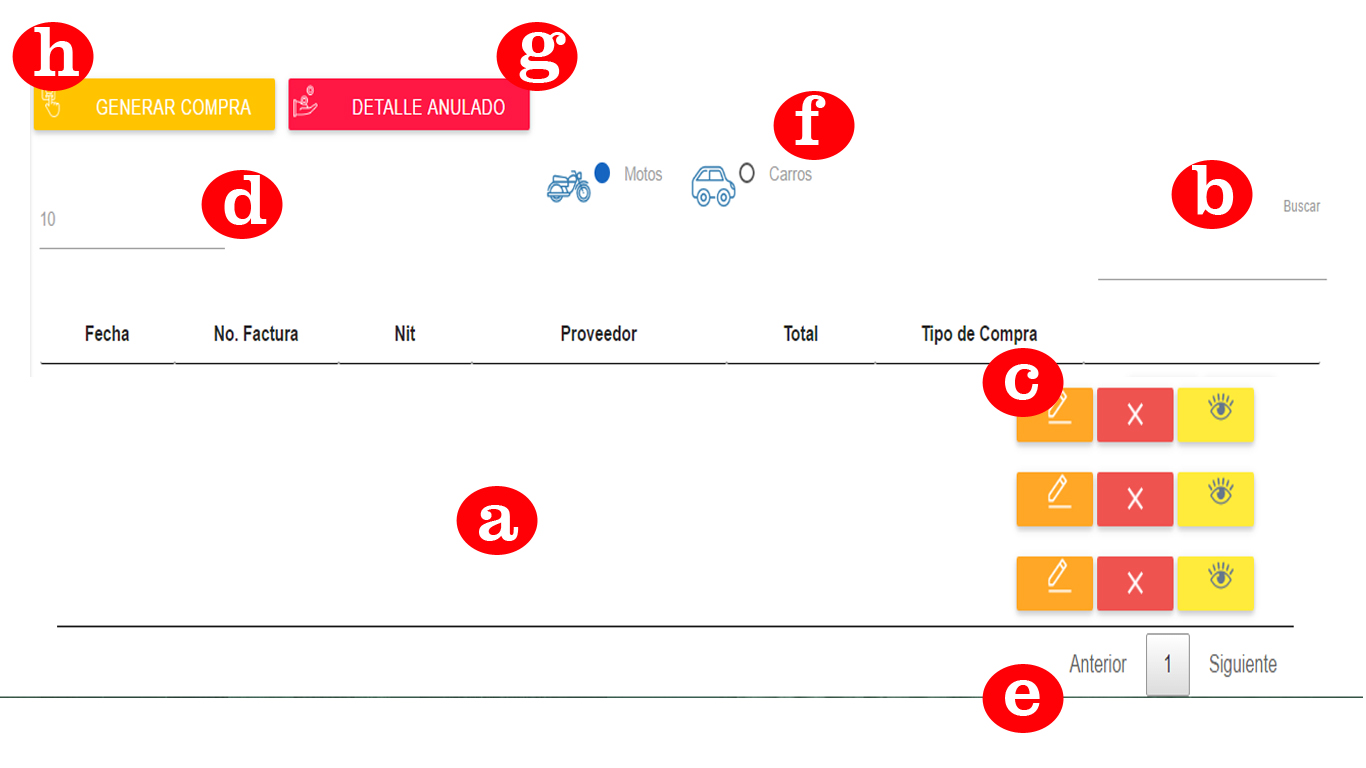 h
g
GENERAR COMPRA
DETALLE ANULADO
f
Motos
Carros
d
b
10
Buscar
Fecha No. Factura Nit Proveedor Total Tipo de Compra
c
X
X
a
X
Anterior 1 Siguiente
e